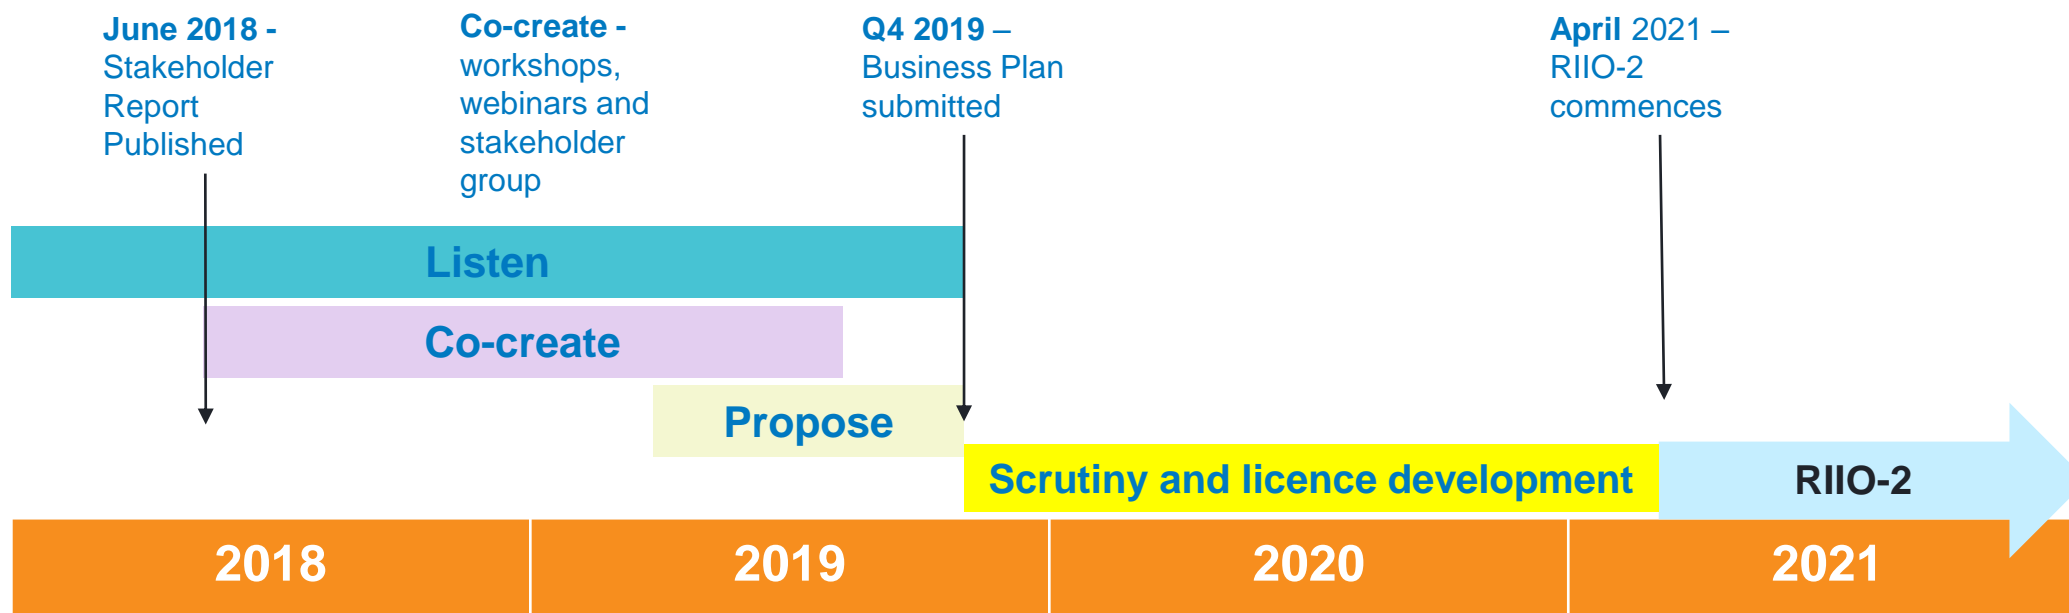 June 2018 -
Stakeholder
Report
Published
Co-create -
workshops,
webinars and
stakeholder
group
Q4 2019 –
Business Plan
submitted
April 2021 –
RIIO-2
commences
Listen
Co-create
Propose
Scrutiny and licence development
RIIO-2
2018
2019
2020
2021